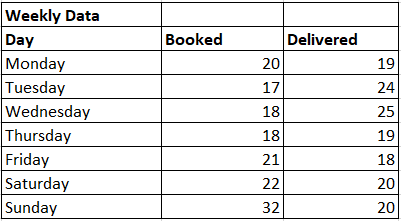 Weekly Data
Day Booked Delivered
Monday 20 19
Tuesday 17 24
Wednesday 18 25
Thursday 18 19
Friday 21 18
Saturday 22 20
Sunday 32 20